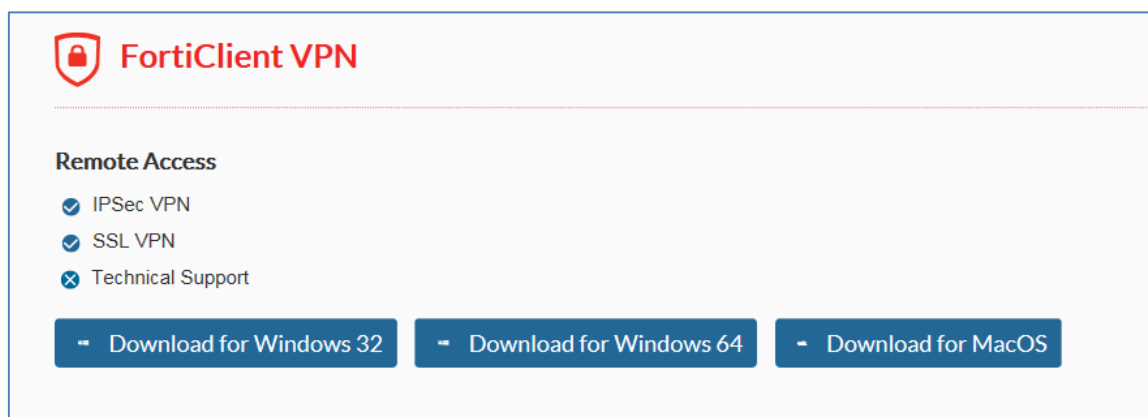 FortiClient VPN
Remote Access
IPSec VPN
SSL VPN
Technical Support
Download for Windows 32
Download for Windows 64
Download for MacOS